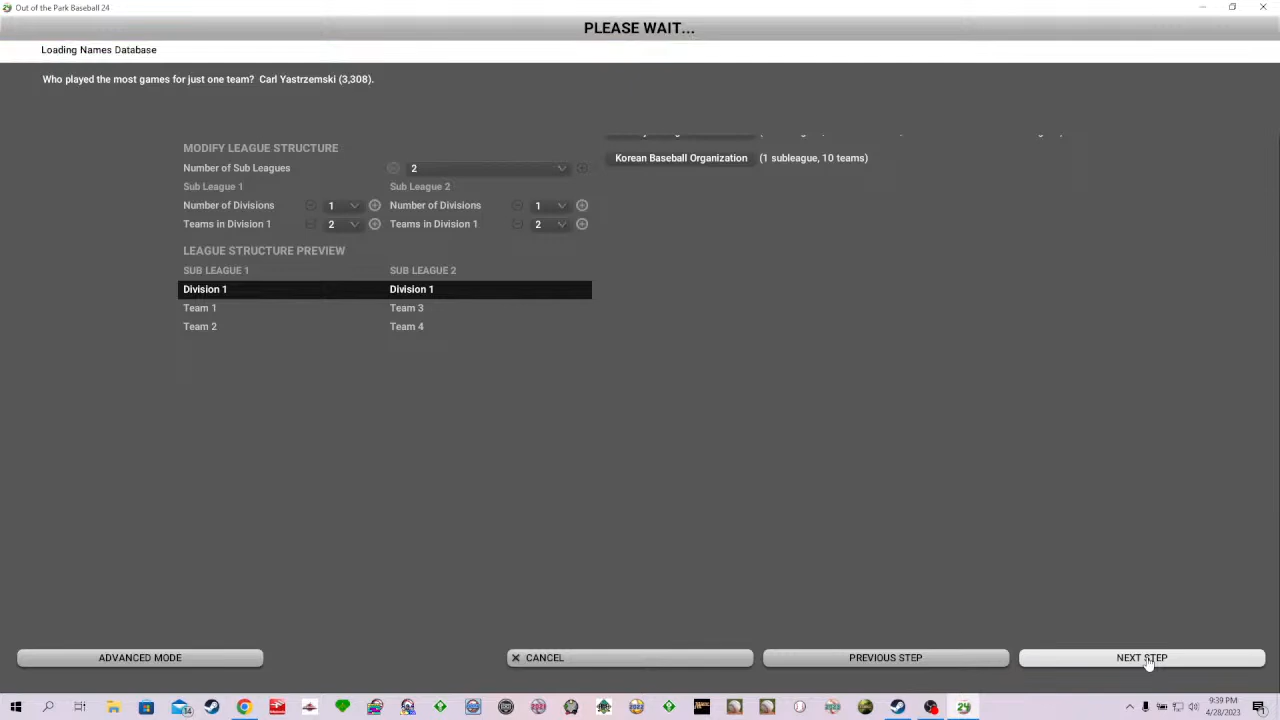 Out of the Park Baseball 24
PLEASE WAIT...
Loading Names Database
Who played the most games for just one team? Carl Yastrzemski (3,308).
MODIFY LEAGUE STRUCTURE
Number of Sub Leagues 2
Sub League 1 Sub League 2
Number of Divisions 1 Number of Divisions 1
Teams in Division 1 2 Teams in Division 1 2
LEAGUE STRUCTURE PREVIEW
SUB LEAGUE 1 SUB LEAGUE 2
Division 1 Division 1
Team 1 Team 3
Team 2 Team 4
Korean Baseball Organization (1 subleague, 10 teams)
ADVANCED MODE CANCEL PREVIOUS STEP NEXT STEP
14
24
9:39 PM
4/28/2023